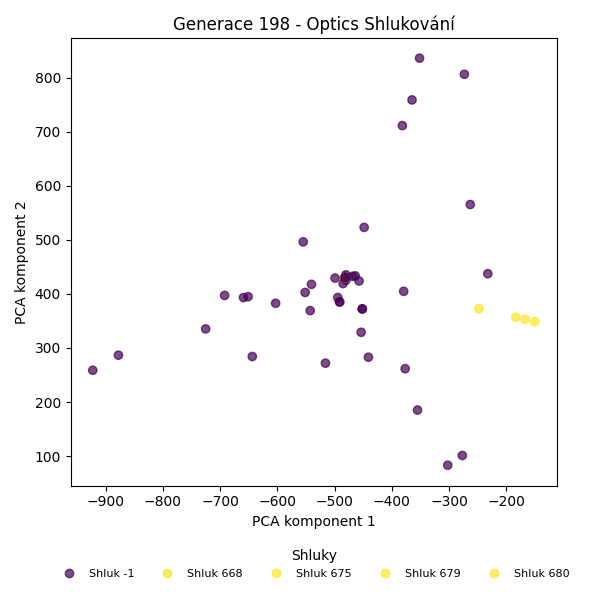 Generace 198 - Optics Shlukování
PCA komponent 2
800
700
600
500
400
300
200
100
−900 −800 −700 −600 −500 −400 −300 −200
PCA komponent 1
Shluky
Shluk -1 Shluk 668 Shluk 675 Shluk 679 Shluk 680